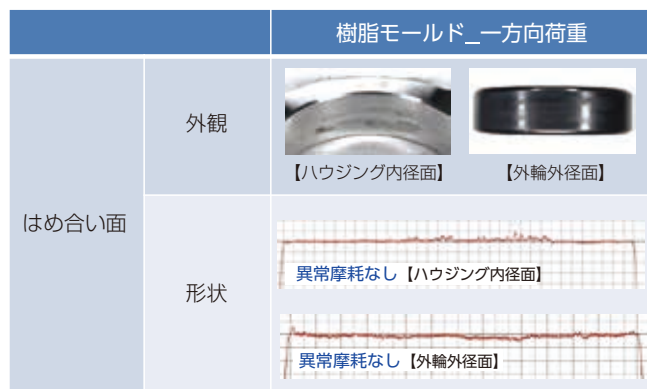 樹脂モールド_一方向荷重
はめ合い面
外観
【ハウジング内径面】 【外輪外径面】
形状
異常摩耗なし【ハウジング内径面】
異常摩耗なし【外輪外径面】